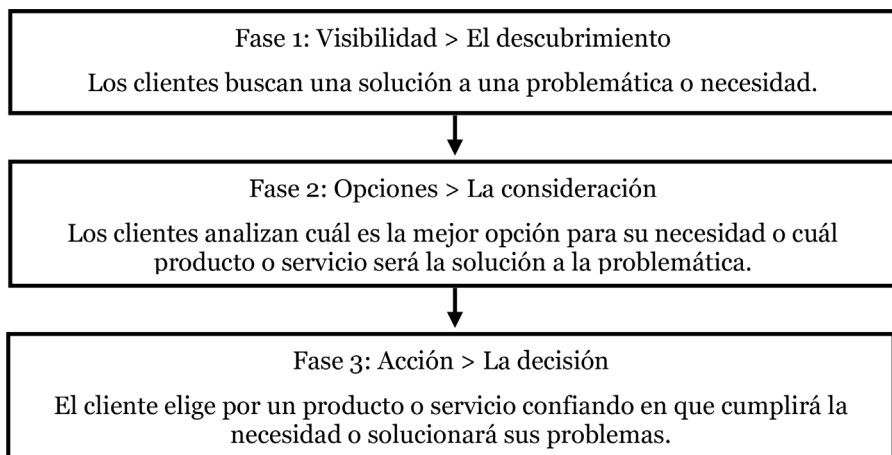 Fase 1: Visibilidad > El descubrimiento
Los clientes buscan una solución a una problemática o necesidad.
Fase 2: Opciones > La consideración
Los clientes analizan cuál es la mejor opción para su necesidad o cuál
producto o servicio será la solución a la problemática.
Fase 3: Acción > La decisión
El cliente elige por un producto o servicio confiando en que cumplirá la
necesidad o solucionará sus problemas.